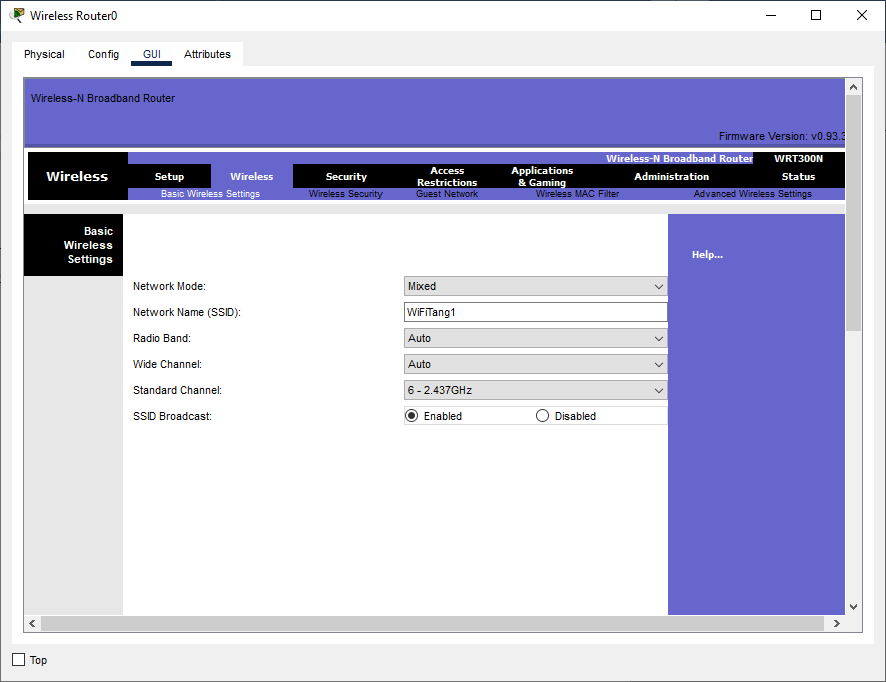 Wireless Router0
Physical Config GUI Attributes
Wireless-N Broadband Router
Firmware Version: v0.93.3
Wireless-N Broadband Router WRT300N
Wireless Setup Wireless Security Access Restrictions Applications & Gaming Administration Status
Basic Wireless Settings Wireless Security Guest Network Wireless MAC Filter Advanced Wireless Settings
Basic
Wireless
Settings
Help...
Network Mode: Mixed
Network Name (SSID): WiFiTang1
Radio Band: Auto
Wide Channel: Auto
Standard Channel: 6 - 2.437GHz
SSID Broadcast: Enabled Disabled
Top